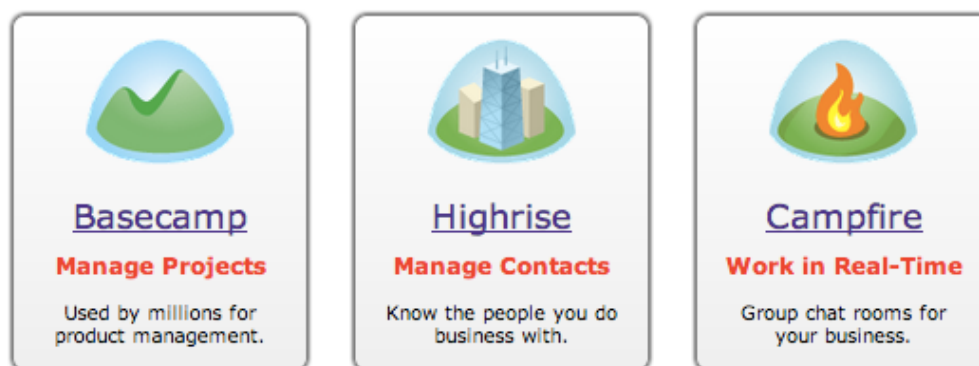 Basecamp
Manage Projects
Used by millions for
product management.
Highrise
Manage Contacts
Know the people you do
business with.
Campfire
Work in Real-Time
Group chat rooms for
your business.